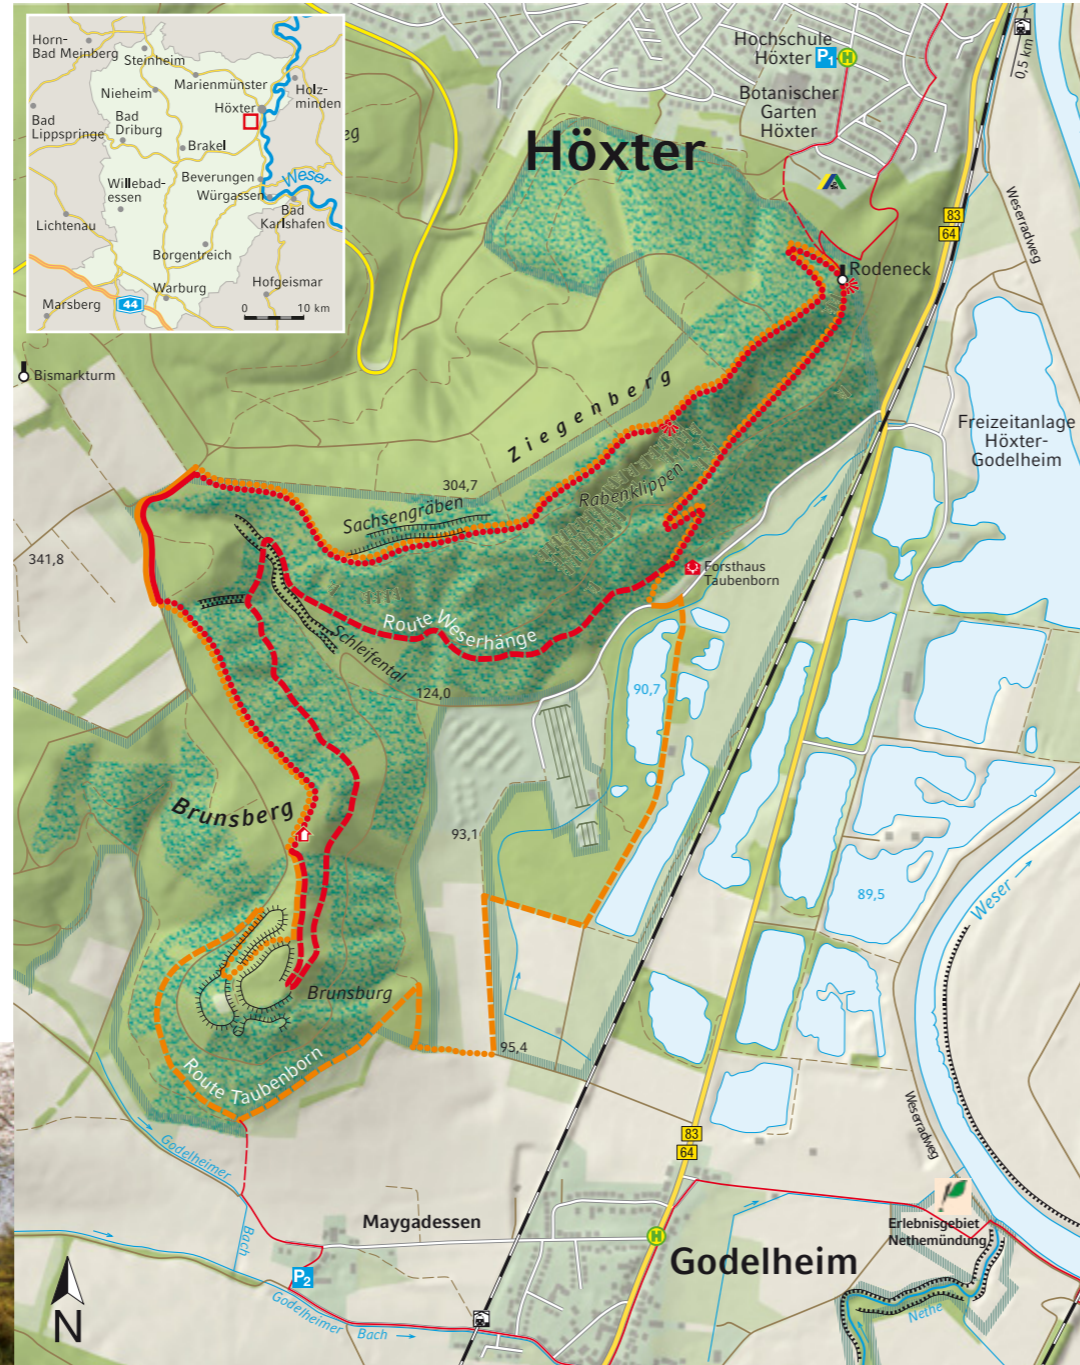 Horn-
Bad Meinberg
Steinheim
Marienmünster
Nieheim
Holz-
minden
Höxter
Bad
Lippspringe
Bad
Driburg
Brakel
Beverungen
Weser
Würgassen
Willebad-
essen
Bad
Karlshafen
Lichtenau
Borgentreich
Warburg
Hofgeismar
Marsberg
44
0 10 km
eg
Hochschule
Höxter
P1
H
0,5 km
Botanischer
Garten
Höxter
Höxter
Weserradweg
83
64
Rodeneck
Bismarkturm
Ziegenberg
Freizeitanlage
Höxter-
Godelheim
304,7
Rabenklippen
Sachsengräben
341,8
Forsthaus
Taubenborn
Route Weserhänge
Schleifental
124,0
90,7
Brunsberg
93,1
89,5
Weser
Brunsburg
95,4
Route Taubenborn
Weserradweg
83
64
Godelheimer
Bach
Maygadessen
H
Godelheim
Erlebnisgebiet
Nethemündung
P2
Godelheimer
Bach
Nethe
N